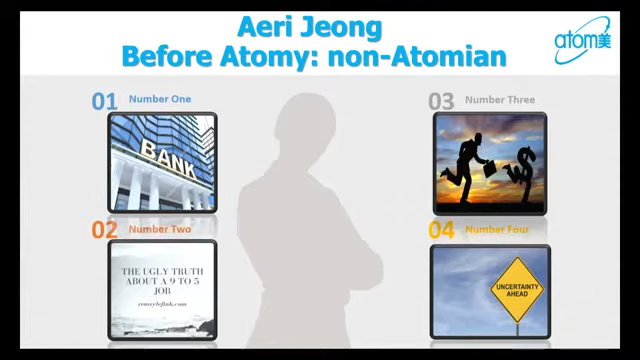 Aeri Jeong
Before Atomy: non-Atomian
atom美
01 Number One
BANK
02 Number Two
THE UGLY TRUTH
ABOUT A 9 TO 5
JOB
03 Number Three
$
04 Number Four
UNCERTAINTY
AHEAD